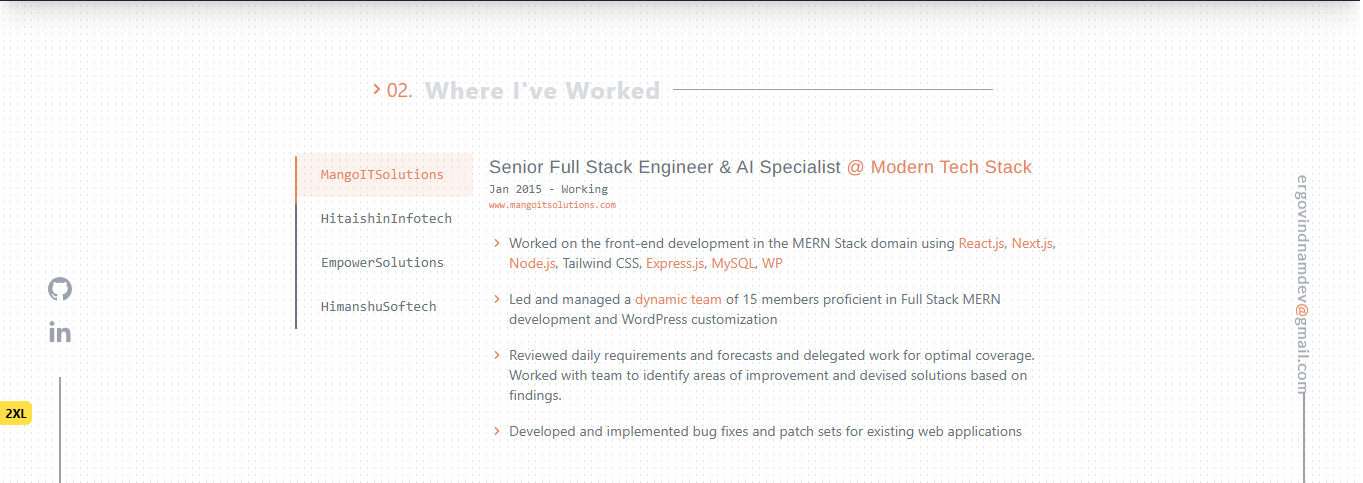 02. Where I've Worked
MangoITSolutions
HitaishinInfotech
EmpowerSolutions
HimanshuSoftech
Senior Full Stack Engineer & AI Specialist @ Modern Tech Stack
Jan 2015 - Working
www.mangoitsolutions.com
Worked on the front-end development in the MERN Stack domain using React.js, Next.js,
Node.js, Tailwind CSS, Express.js, MySQL, WP
Led and managed a dynamic team of 15 members proficient in Full Stack MERN
development and WordPress customization
Reviewed daily requirements and forecasts and delegated work for optimal coverage.
Worked with team to identify areas of improvement and devised solutions based on
findings.
Developed and implemented bug fixes and patch sets for existing web applications
in
2XL
ergovindnamdev@gmail.com